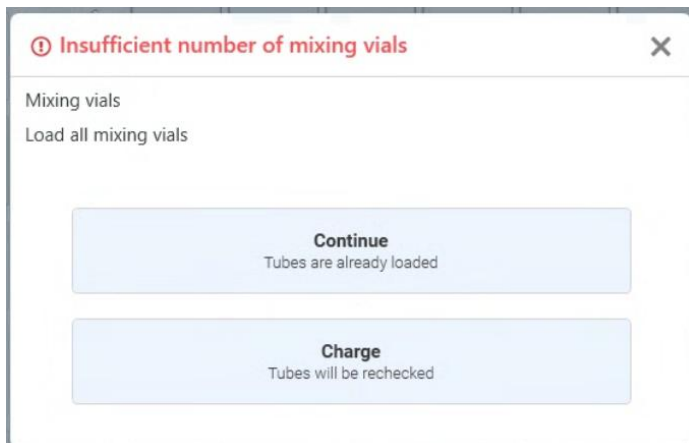 Insufficient number of mixing vials
Mixing vials
Load all mixing vials
Continue
Tubes are already loaded
Charge
Tubes will be rechecked